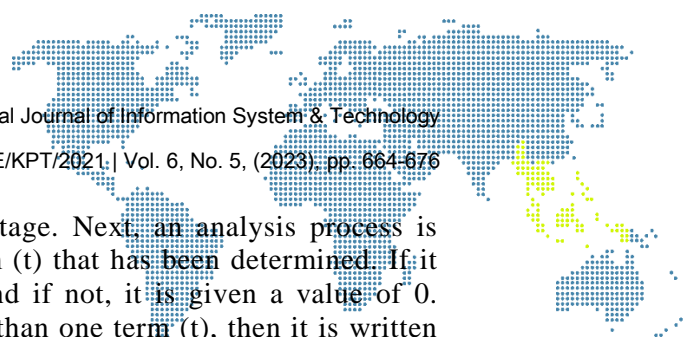 al Journal of Information System & Technology
E/KPT/2021 | Vol. 6, No. 5, (2023), pp. 664-676
tage. Next, an analysis process is
(t) that has been determined. If it
nd if not, it is given a value of 0.
than one term (t), then it is written